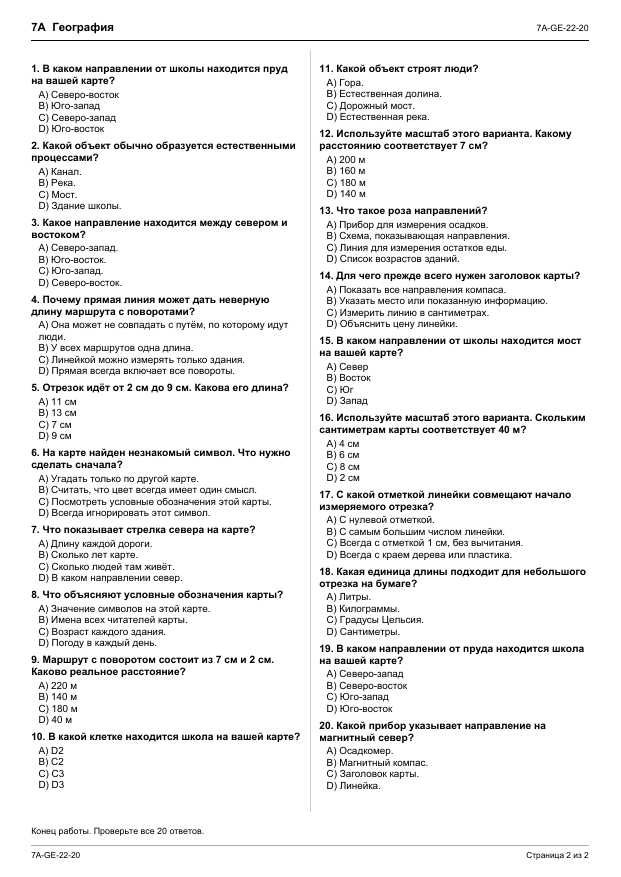 7A География
7A-GE-22-20
1. В каком направлении от школы находится пруд
на вашей карте?
A) Северо-восток
B) Юго-запад
C) Северо-запад
D) Юго-восток
2. Какой объект обычно образуется естественными
процессами?
A) Канал.
B) Река.
C) Мост.
D) Здание школы.
3. Какое направление находится между севером и
востоком?
A) Северо-запад.
B) Юго-восток.
C) Юго-запад.
D) Северо-восток.
4. Почему прямая линия может дать неверную
длину маршрута с поворотами?
A) Она может не совпадать с путём, по которому идут
люди.
B) У всех маршрутов одна длина.
C) Линейкой можно измерять только здания.
D) Прямая всегда включает все повороты.
5. Отрезок идёт от 2 см до 9 см. Какова его длина?
A) 11 см
B) 13 см
C) 7 см
D) 9 см
6. На карте найден незнакомый символ. Что нужно
сделать сначала?
A) Угадать только по другой карте.
B) Считать, что цвет всегда имеет один смысл.
C) Посмотреть условные обозначения этой карты.
D) Всегда игнорировать этот символ.
7. Что показывает стрелка севера на карте?
A) Длину каждой дороги.
B) Сколько лет карте.
C) Сколько людей там живёт.
D) В каком направлении север.
8. Что объясняют условные обозначения карты?
A) Значение символов на этой карте.
B) Имена всех читателей карты.
C) Возраст каждого здания.
D) Погоду в каждый день.
9. Маршрут с поворотом состоит из 7 см и 2 см.
Каково реальное расстояние?
A) 220 м
B) 140 м
C) 180 м
D) 40 м
10. В какой клетке находится школа на вашей карте?
A) D2
B) C2
C) C3
D) D3
11. Какой объект строят люди?
A) Гора.
B) Естественная долина.
C) Дорожный мост.
D) Естественная река.
12. Используйте масштаб этого варианта. Какому
расстоянию соответствует 7 см?
A) 200 м
B) 160 м
C) 180 м
D) 140 м
13. Что такое роза направлений?
A) Прибор для измерения осадков.
B) Схема, показывающая направления.
C) Линия для измерения остатков еды.
D) Список возрастов зданий.
14. Для чего прежде всего нужен заголовок карты?
A) Показать все направления компаса.
B) Указать место или показанную информацию.
C) Измерить линию в сантиметрах.
D) Объяснить цену линейки.
15. В каком направлении от школы находится мост
на вашей карте?
A) Север
B) Восток
C) Юг
D) Запад
16. Используйте масштаб этого варианта. Скольким
сантиметрам карты соответствует 40 м?
A) 4 см
B) 6 см
C) 8 см
D) 2 см
17. С какой отметкой линейки совмещают начало
измеряемого отрезка?
A) С нулевой отметкой.
B) С самым большим числом линейки.
C) Всегда с отметкой 1 см, без вычитания.
D) Всегда с краем дерева или пластика.
18. Какая единица длины подходит для небольшого
отрезка на бумаге?
A) Литры.
B) Килограммы.
C) Градусы Цельсия.
D) Сантиметры.
19. В каком направлении от пруда находится школа
на вашей карте?
A) Северо-запад
B) Северо-восток
C) Юго-запад
D) Юго-восток
20. Какой прибор указывает направление на
магнитный север?
A) Осадкомер.
B) Магнитный компас.
C) Заголовок карты.
D) Линейка.
Конец работы. Проверьте все 20 ответов.
7A-GE-22-20
Страница 2 из 2